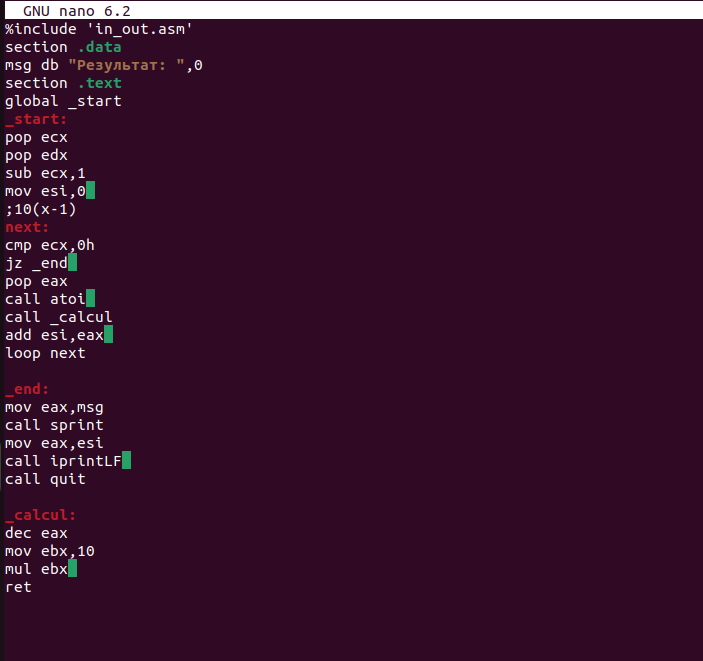 GNU nano 6.2
%include 'in_out.asm'
section .data
msg db "Результат: ",0
section .text
global _start
_start:
pop ecx
pop edx
sub ecx,1
mov esi,0
;10(x-1)
next:
cmp ecx,0h
jz _end
pop eax
call atoi
call _calcul
add esi,eax
loop next
_end:
mov eax,msg
call sprint
mov eax,esi
call iprintLF
call quit
_calcul:
dec eax
mov ebx,10
mul ebx
ret